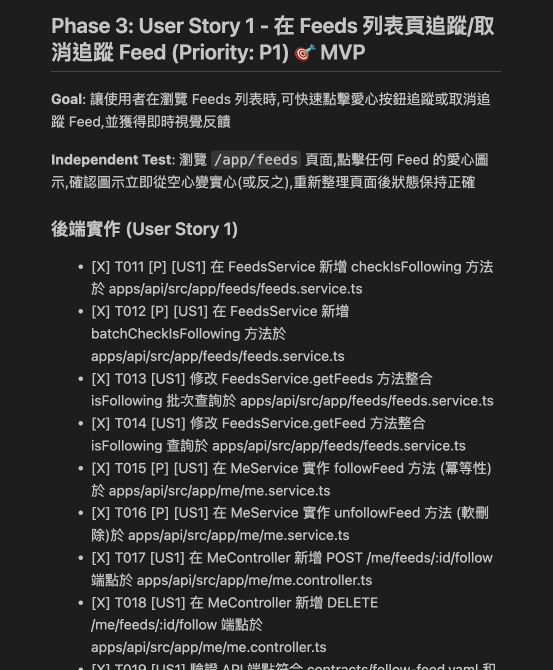 Phase 3: User Story 1 - 在 Feeds 列表頁追蹤/取
消追蹤 Feed (Priority: P1) 🎯 MVP
Goal: 讓使用者在瀏覽 Feeds 列表時,可快速點擊愛心按鈕追蹤或取消追
蹤 Feed,並獲得即時視覺反饋
Independent Test: 瀏覽 /app/feeds 頁面,點擊任何 Feed 的愛心圖
示,確認圖示立即從空心變實心(或反之),重新整理頁面後狀態保持正確
後端實作 (User Story 1)
• [X] T011 [P] [US1] 在 FeedsService 新增 checkIsFollowing 方法
於 apps/api/src/app/feeds/feeds.service.ts
• [X] T012 [P] [US1] 在 FeedsService 新增
batchCheckIsFollowing 方法於
apps/api/src/app/feeds/feeds.service.ts
• [X] T013 [US1] 修改 FeedsService.getFeeds 方法整合
isFollowing 批次查詢於 apps/api/src/app/feeds/feeds.service.ts
• [X] T014 [US1] 修改 FeedsService.getFeed 方法整合
isFollowing 查詢於 apps/api/src/app/feeds/feeds.service.ts
• [X] T015 [P] [US1] 在 MeService 實作 followFeed 方法 (冪等性)
於 apps/api/src/app/me/me.service.ts
• [X] T016 [P] [US1] 在 MeService 實作 unfollowFeed 方法 (軟刪
除)於 apps/api/src/app/me/me.service.ts
• [X] T017 [US1] 在 MeController 新增 POST /me/feeds/:id/follow
端點於 apps/api/src/app/me/me.controller.ts
• [X] T018 [US1] 在 MeController 新增 DELETE
/me/feeds/:id/follow 端點於
apps/api/src/app/me/me.controller.ts
• [X] T019 [US1] 驗證 API 端點符合 contracts/follow-feed.yaml 和